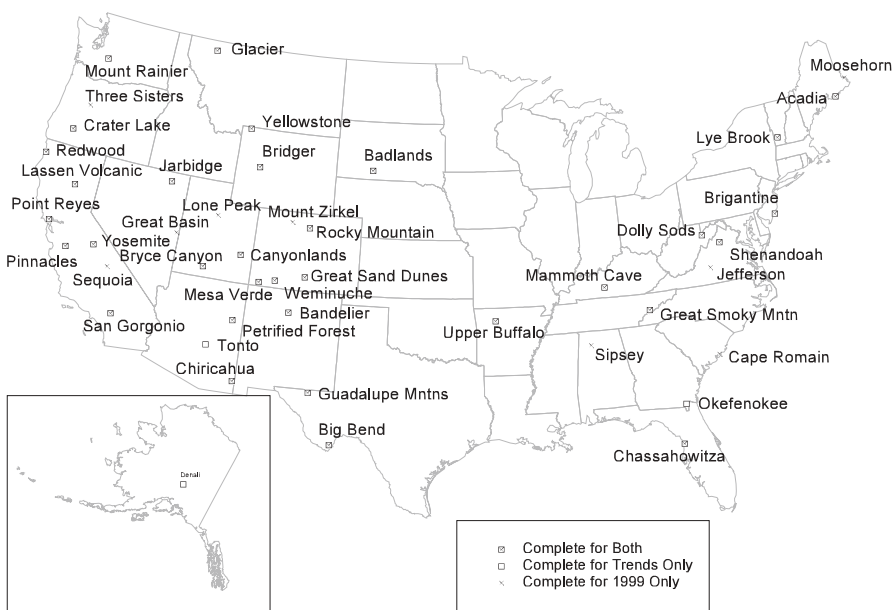 Glacier
Moosehorn
Mount Rainier
Three Sisters
Acadia
Crater Lake
Yellowstone
Lye Brook
Redwood
Bridger
Badlands
Jarbidge
Lassen Volcanic
Brigantine
Lone Peak
Point Reyes
Mount Zirkel
Great Basin
Rocky Mountain
Dolly Sods
Yosemite
Shenandoah
Pinnacles
Bryce Canyon
Canyonlands
Great Sand Dunes
Mammoth Cave
Jefferson
Sequoia
Mesa Verde
Weminuche
San Gorgonio
Bandelier
Great Smoky Mntn
Petrified Forest
Upper Buffalo
Tonto
Sipsey
Cape Romain
Chiricahua
Guadalupe Mntns
Okefenokee
Big Bend
Chassahowitza
Denali
Complete for Both
Complete for Trends Only
Complete for 1999 Only